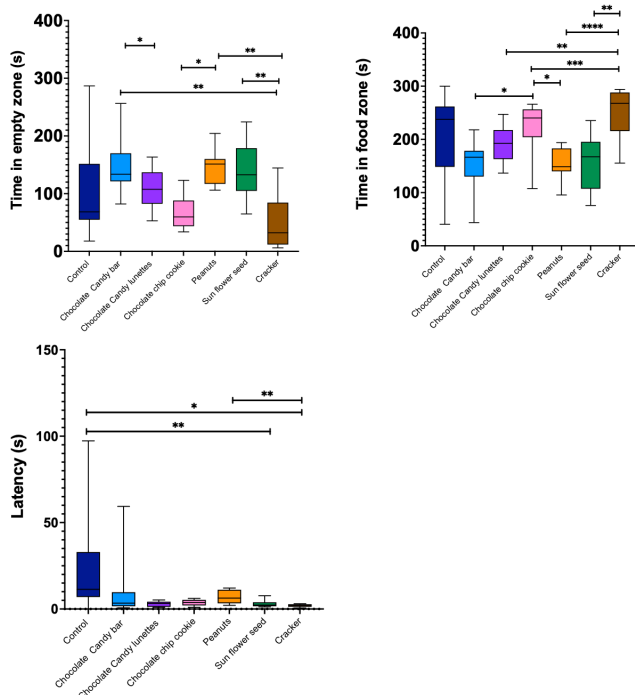 Time in empty zone (s)
400
300
200
100
0
*
*
**
**
**
Control
Chocolate Candy bar
Chocolate Candy lunettes
Chocolate chip cookie
Peanuts
Sun flower seed
Cracker
Time in food zone (s)
400
300
200
100
0
**
****
**
***
*
*
Control
Chocolate Candy bar
Chocolate Candy lunettes
Chocolate chip cookie
Peanuts
Sun flower seed
Cracker
Latency (s)
150
100
50
0
**
*
**
Control
Chocolate Candy bar
Chocolate Candy lunettes
Chocolate chip cookie
Peanuts
Sun flower seed
Cracker